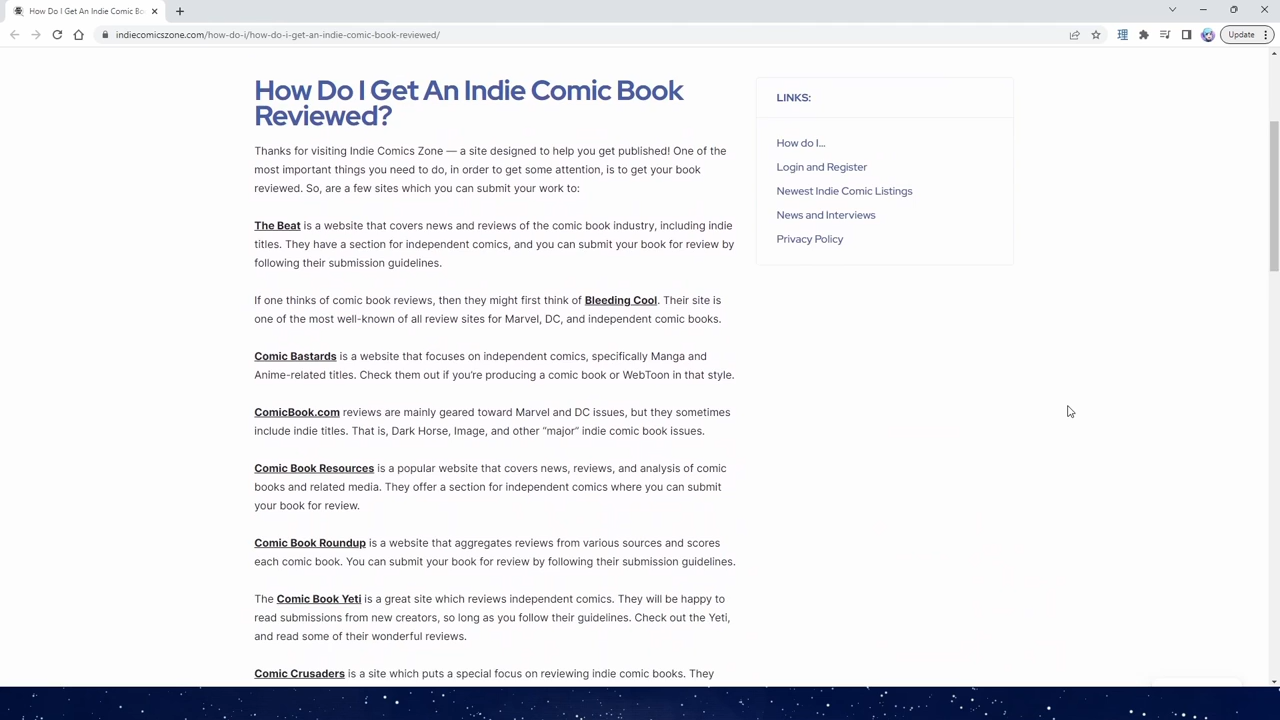 How Do I Get An Indie Comic Bo
indiecomicszone.com/how-do-i/how-do-i-get-an-indie-comic-book-reviewed/
理
Update
How Do I Get An Indie Comic Book
Reviewed?
Thanks for visiting Indie Comics Zone — a site designed to help you get published! One of the
most important things you need to do, in order to get some attention, is to get your book
reviewed. So, are a few sites which you can submit your work to:
The Beat is a website that covers news and reviews of the comic book industry, including indie
titles. They have a section for independent comics, and you can submit your book for review by
following their submission guidelines.
If one thinks of comic book reviews, then they might first think of Bleeding Cool. Their site is
one of the most well-known of all review sites for Marvel, DC, and independent comic books.
Comic Bastards is a website that focuses on independent comics, specifically Manga and
Anime-related titles. Check them out if you’re producing a comic book or WebToon in that style.
ComicBook.com reviews are mainly geared toward Marvel and DC issues, but they sometimes
include indie titles. That is, Dark Horse, Image, and other “major” indie comic book issues.
Comic Book Resources is a popular website that covers news, reviews, and analysis of comic
books and related media. They offer a section for independent comics where you can submit
your book for review.
Comic Book Roundup is a website that aggregates reviews from various sources and scores
each comic book. You can submit your book for review by following their submission guidelines.
The Comic Book Yeti is a great site which reviews independent comics. They will be happy to
read submissions from new creators, so long as you follow their guidelines. Check out the Yeti,
and read some of their wonderful reviews.
Comic Crusaders is a site which puts a special focus on reviewing indie comic books. They
LINKS:
How do I...
Login and Register
Newest Indie Comic Listings
News and Interviews
Privacy Policy